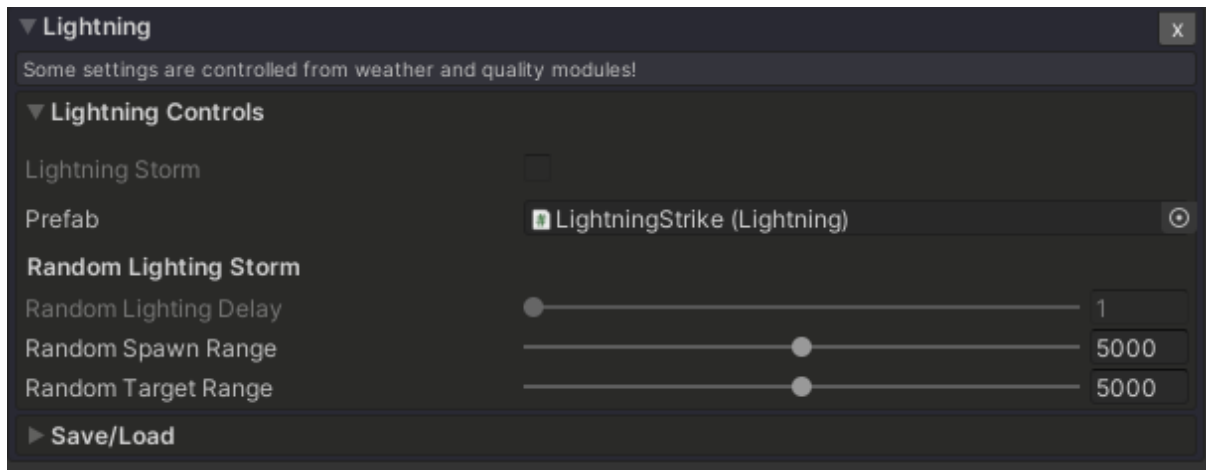 Lightning
x
Some settings are controlled from weather and quality modules!
Lightning Controls
Lightning Storm
Prefab LightningStrike (Lightning)
Random Lighting Storm
Random Lighting Delay 1
Random Spawn Range 5000
Random Target Range 5000
Save/Load